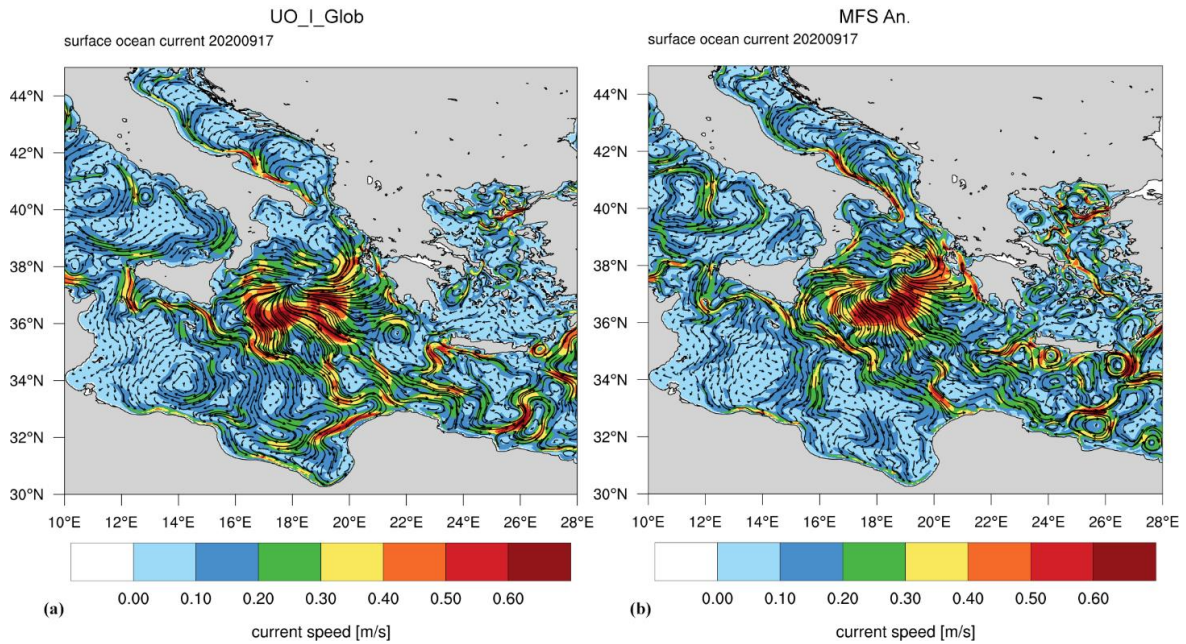 UO_I_Glob
surface ocean current 20200917
44°N
42°N
40°N
38°N
36°N
34°N
32°N
30°N
10°E 12°E 14°E 16°E 18°E 20°E 22°E 24°E 26°E 28°E
0.00 0.10 0.20 0.30 0.40 0.50 0.60
(a)
current speed [m/s]
MFS An.
surface ocean current 20200917
44°N
42°N
40°N
38°N
36°N
34°N
32°N
30°N
10°E 12°E 14°E 16°E 18°E 20°E 22°E 24°E 26°E 28°E
0.00 0.10 0.20 0.30 0.40 0.50 0.60
(b)
current speed [m/s]